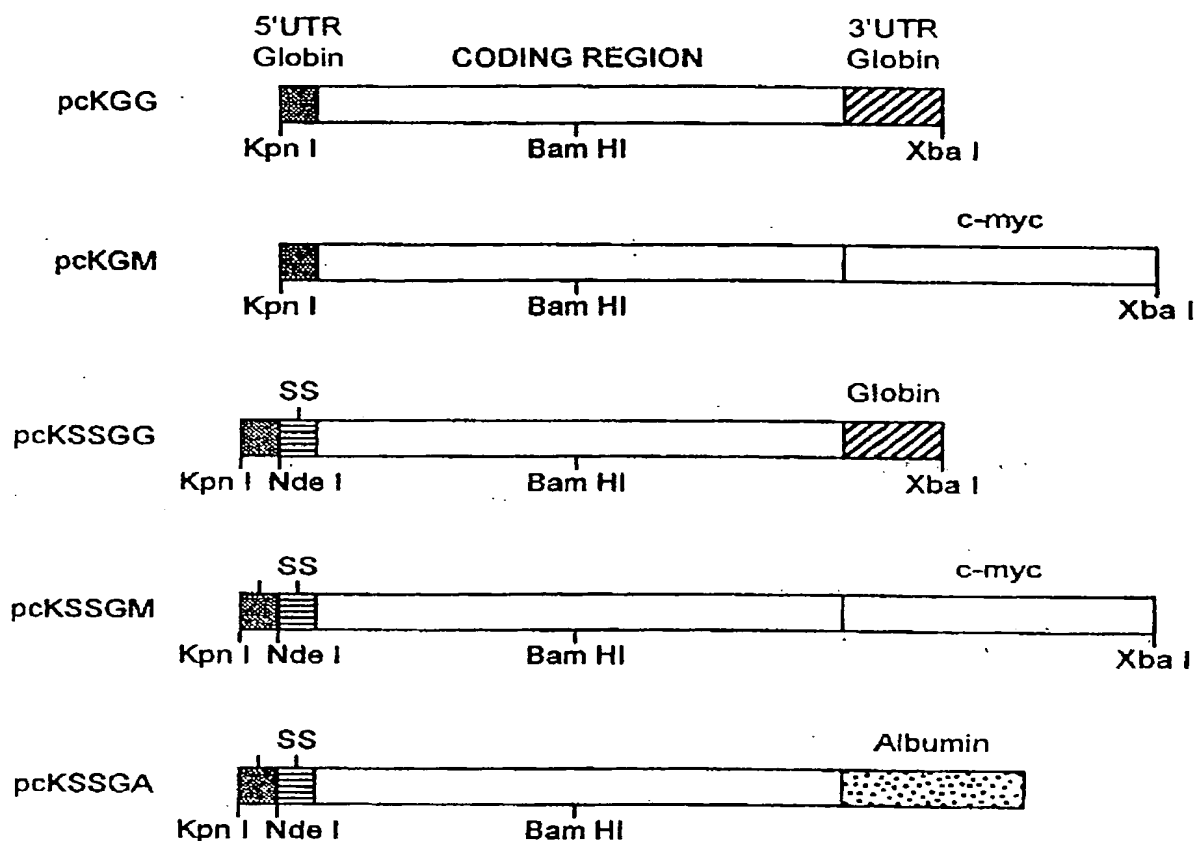 5'UTR
Globin
CODING REGION
3'UTR
Globin
pcKGG
Kpn I
Bam HI
Xba I
c-myc
pcKGM
Kpn I
Bam HI
Xba I
SS
Globin
pcKSSGG
Kpn I
Nde I
Bam HI
Xba I
SS
c-myc
pcKSSGM
Kpn I
Nde I
Bam HI
Xba I
SS
Albumin
pcKSSGA
Kpn I
Nde I
Bam HI